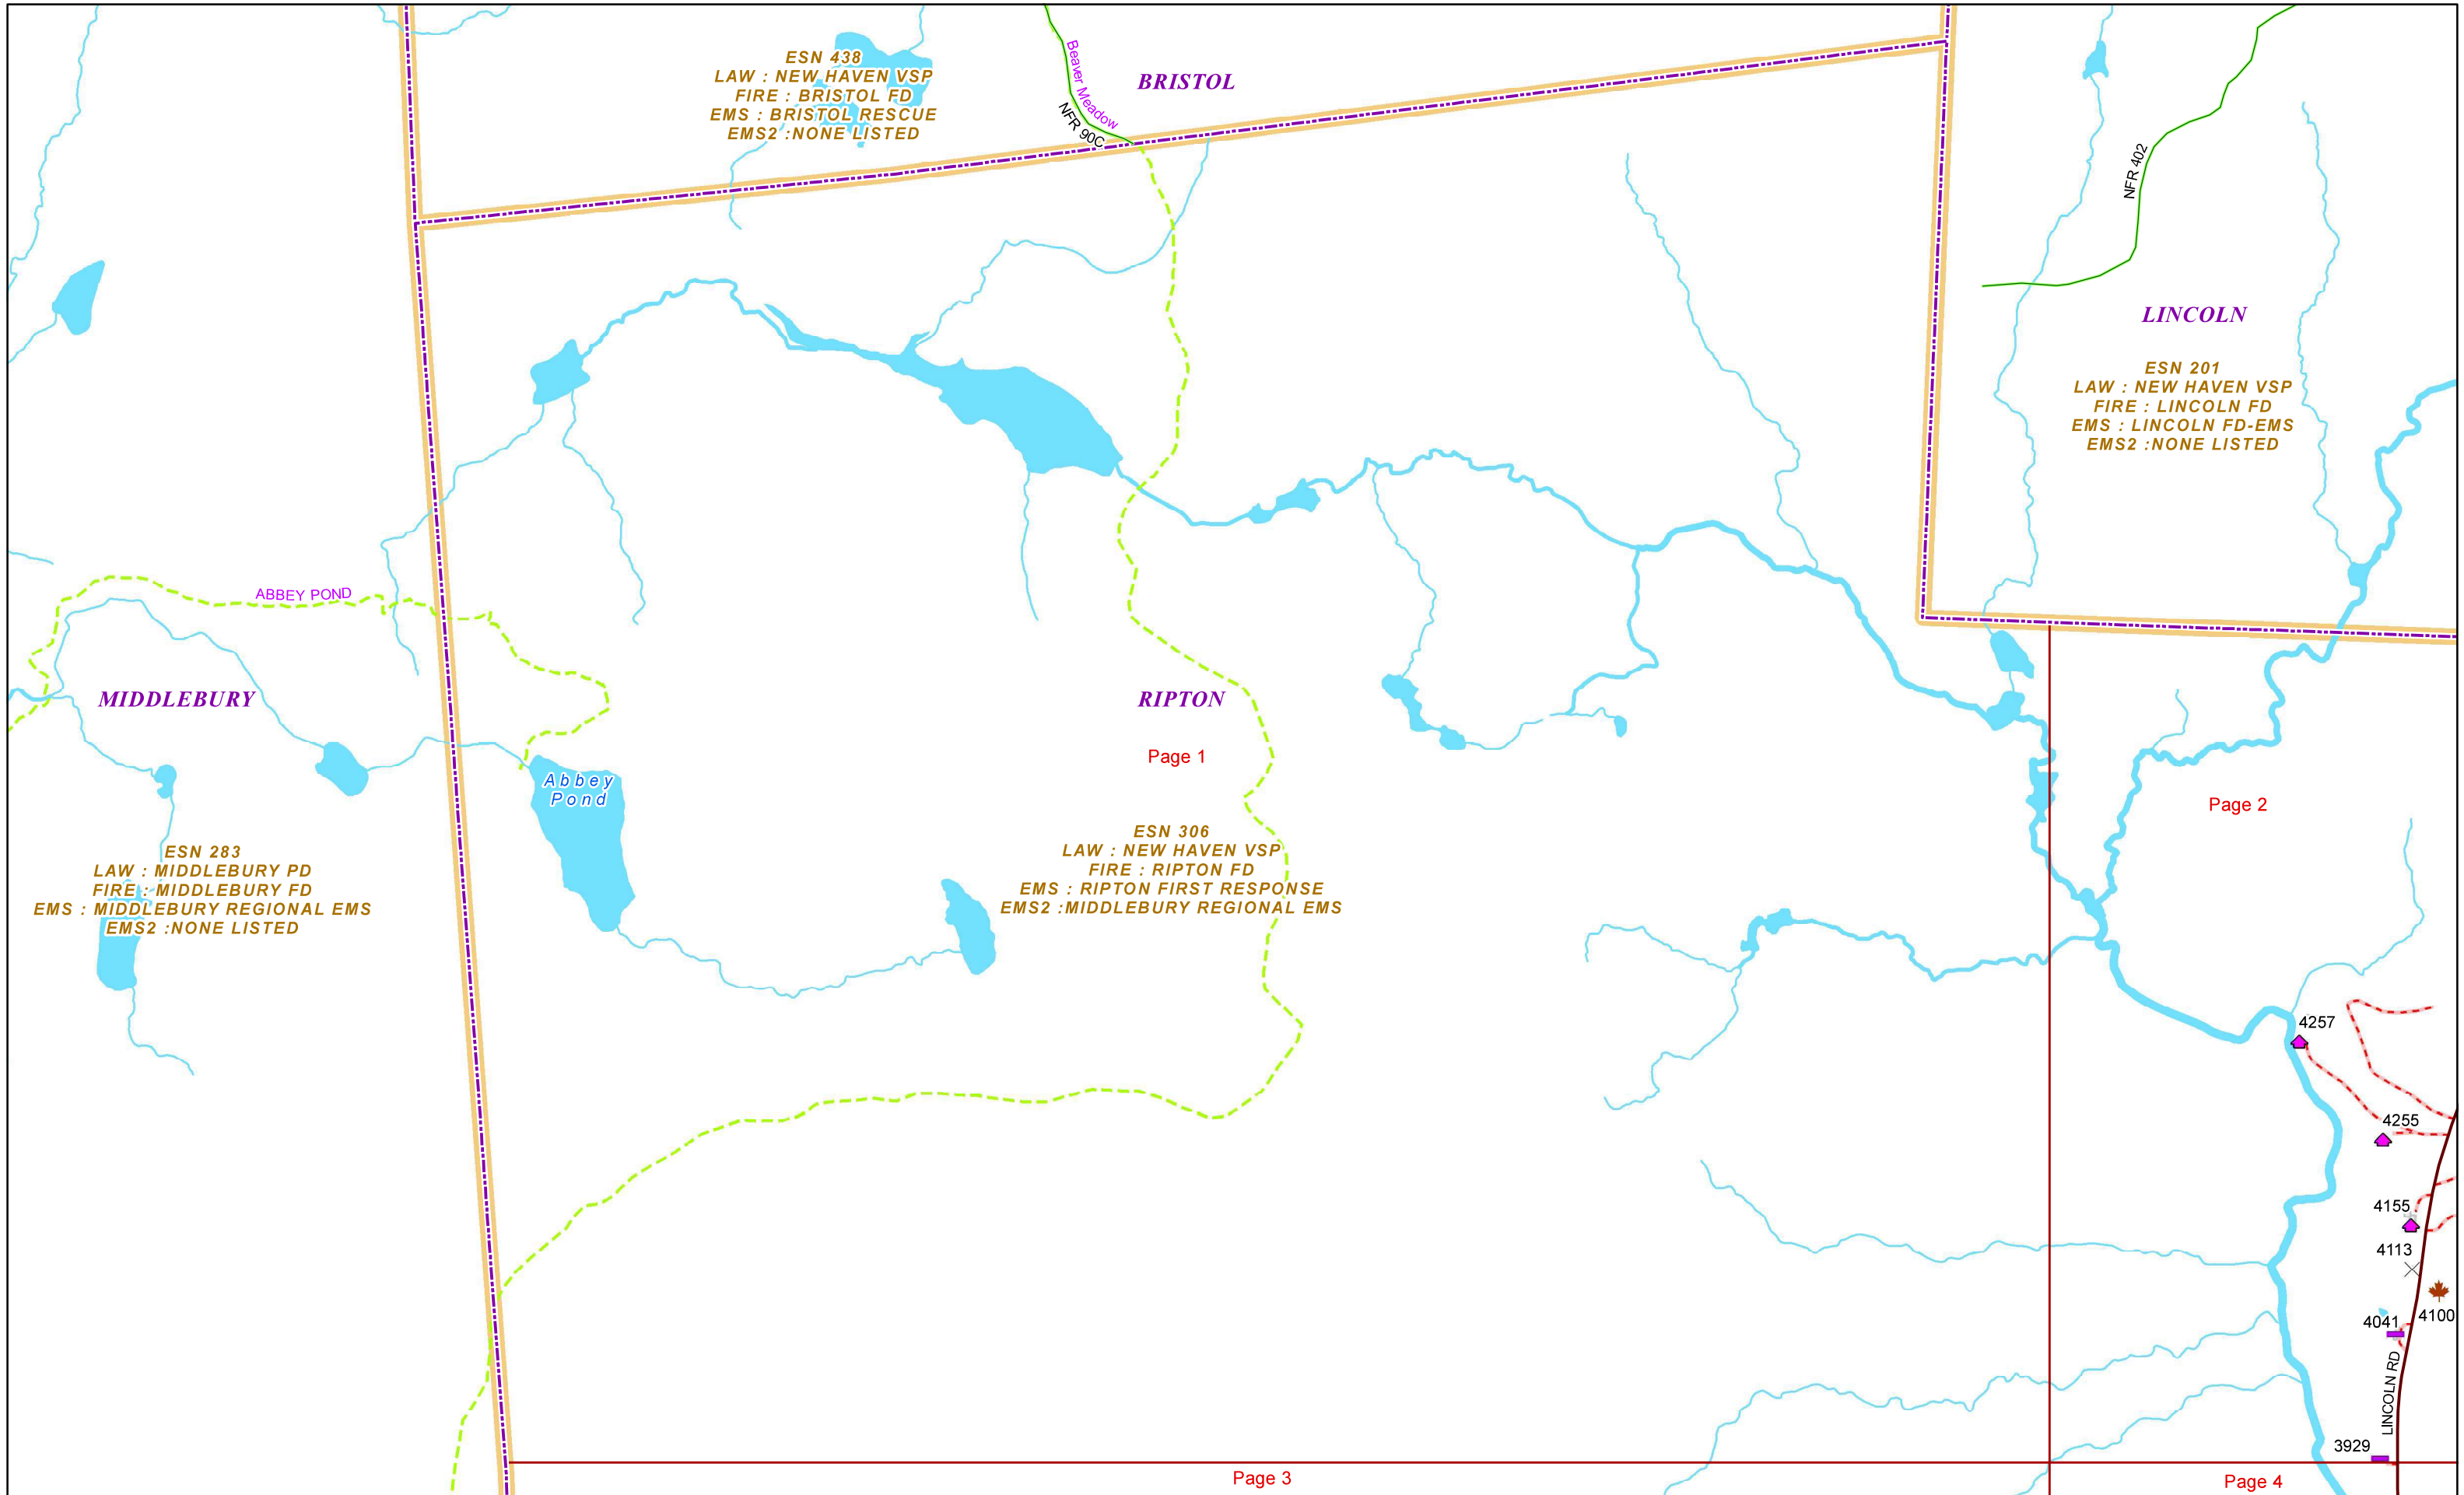 ESN 438
LAW : NEW HAVEN VSP
FIRE : BRISTOL FD
EMS : BRISTOL RESCUE
EMS2 :NONE LISTED
Beaver Meadow
NFR 90C
BRISTOL
NFR 402
LINCOLN
ESN 201
LAW : NEW HAVEN VSP
FIRE : LINCOLN FD
EMS : LINCOLN FD-EMS
EMS2 :NONE LISTED
ABBEY POND
MIDDLEBURY
RIPTON
Page 1
Abbey
Pond
Page 2
ESN 283
LAW : MIDDLEBURY PD
FIRE : MIDDLEBURY FD
EMS : MIDDLEBURY REGIONAL EMS
EMS2 :NONE LISTED
ESN 306
LAW : NEW HAVEN VSP
FIRE : RIPTON FD
EMS : RIPTON FIRST RESPONSE
EMS2 :MIDDLEBURY REGIONAL EMS
4257
4255
4155
4113
4100
4041
LINCOLN RD
3929
Page 3
Page 4